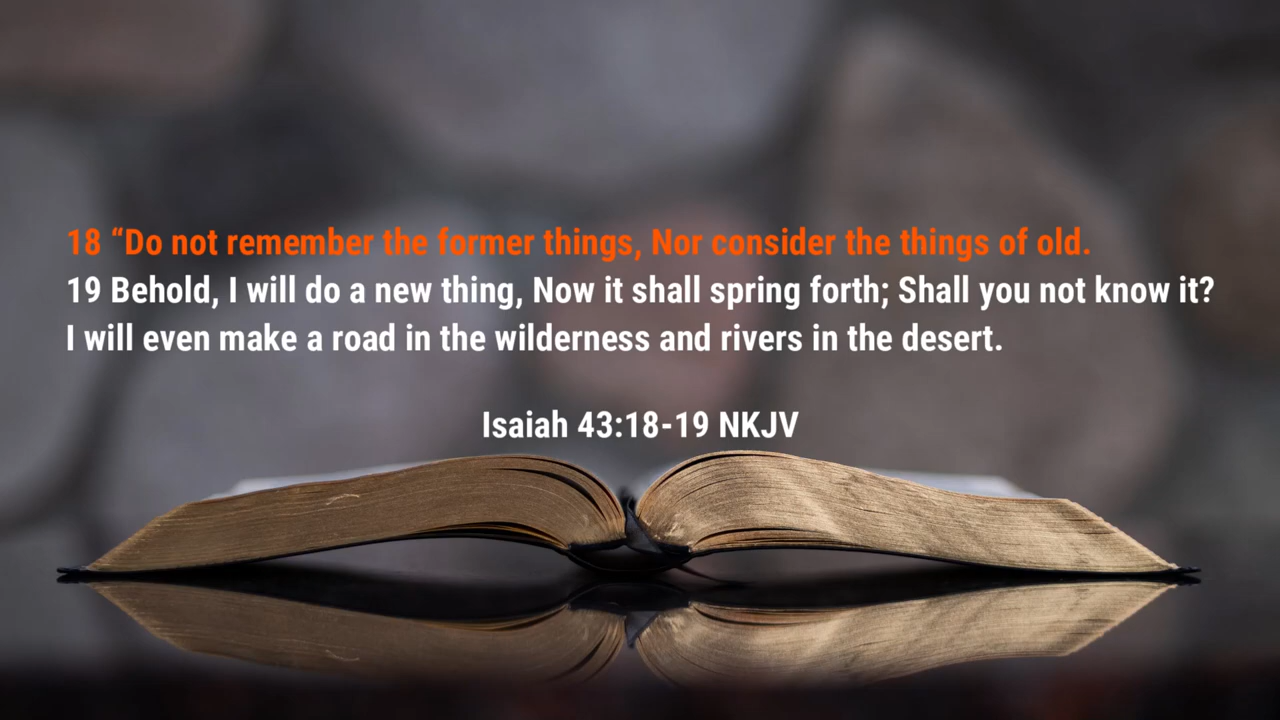 18 “Do not remember the former things, Nor consider the things of old.
19 Behold, I will do a new thing, Now it shall spring forth; Shall you not know it?
I will even make a road in the wilderness and rivers in the desert.
Isaiah 43:18-19 NKJV